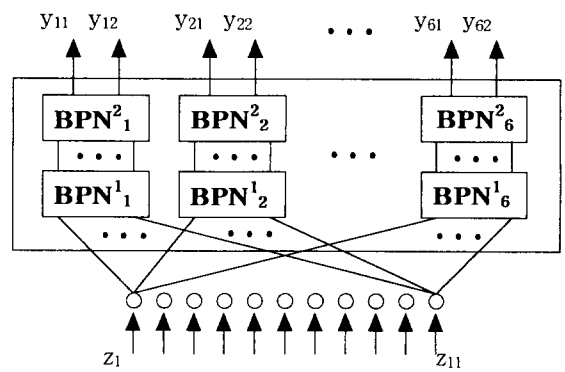 y₁₁ y₁₂ y₂₁ y₂₂ • • • y₆₁ y₆₂
BPN²₁ BPN²₂ BPN²₆
• • • • • • • • • • • •
BPN¹₁ BPN¹₂ BPN¹₆
• • • • • • • • •
z₁ z₁₁